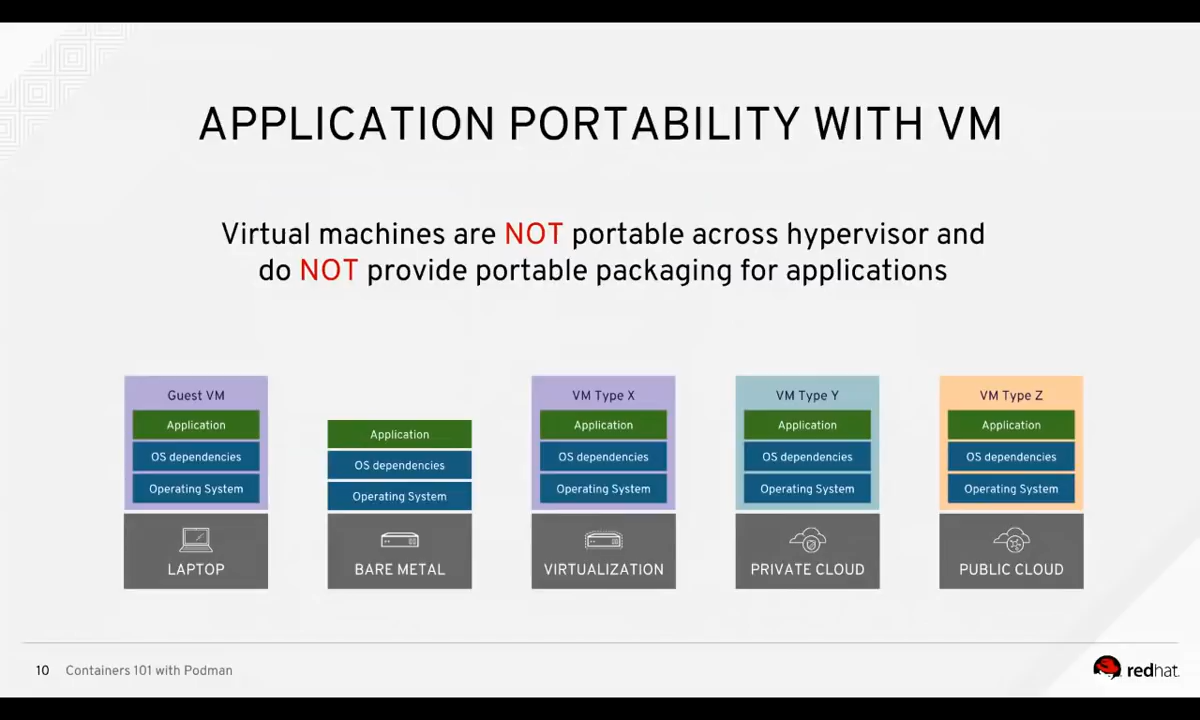 APPLICATION PORTABILITY WITH VM
Virtual machines are NOT portable across hypervisor and
do NOT provide portable packaging for applications
Guest VM
Application
OS dependencies
Operating System
LAPTOP
Application
OS dependencies
Operating System
BARE METAL
VM Type X
Application
OS dependencies
Operating System
VIRTUALIZATION
VM Type Y
Application
OS dependencies
Operating System
PRIVATE CLOUD
VM Type Z
Application
OS dependencies
Operating System
PUBLIC CLOUD
10 Containers 101 with Podman
redhat.